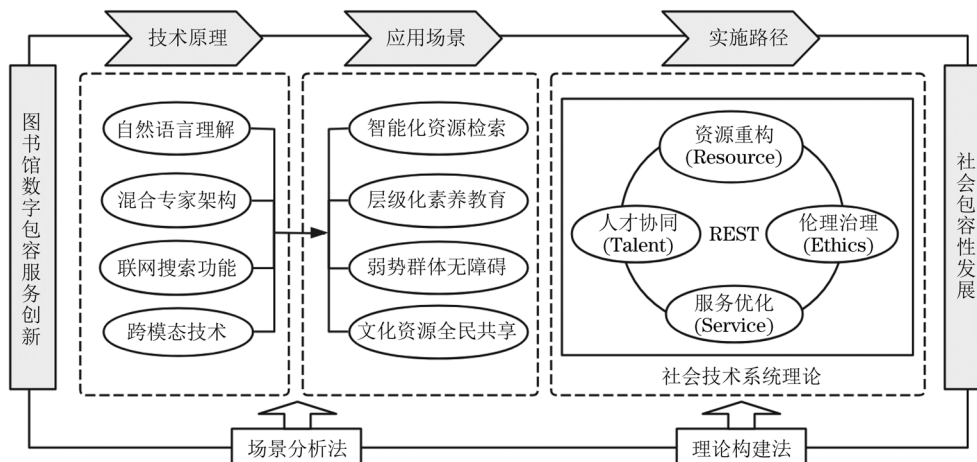 技术原理
应用场景
实施路径
图书馆数字包容服务创新
自然语言理解
混合专家架构
联网搜索功能
跨模态技术
智能化资源检索
层级化素养教育
弱势群体无障碍
文化资源全民共享
资源重构
(Resource)
人才协同
(Talent)
REST
伦理治理
(Ethics)
服务优化
(Service)
社会技术系统理论
社会包容性发展
场景分析法
理论构建法